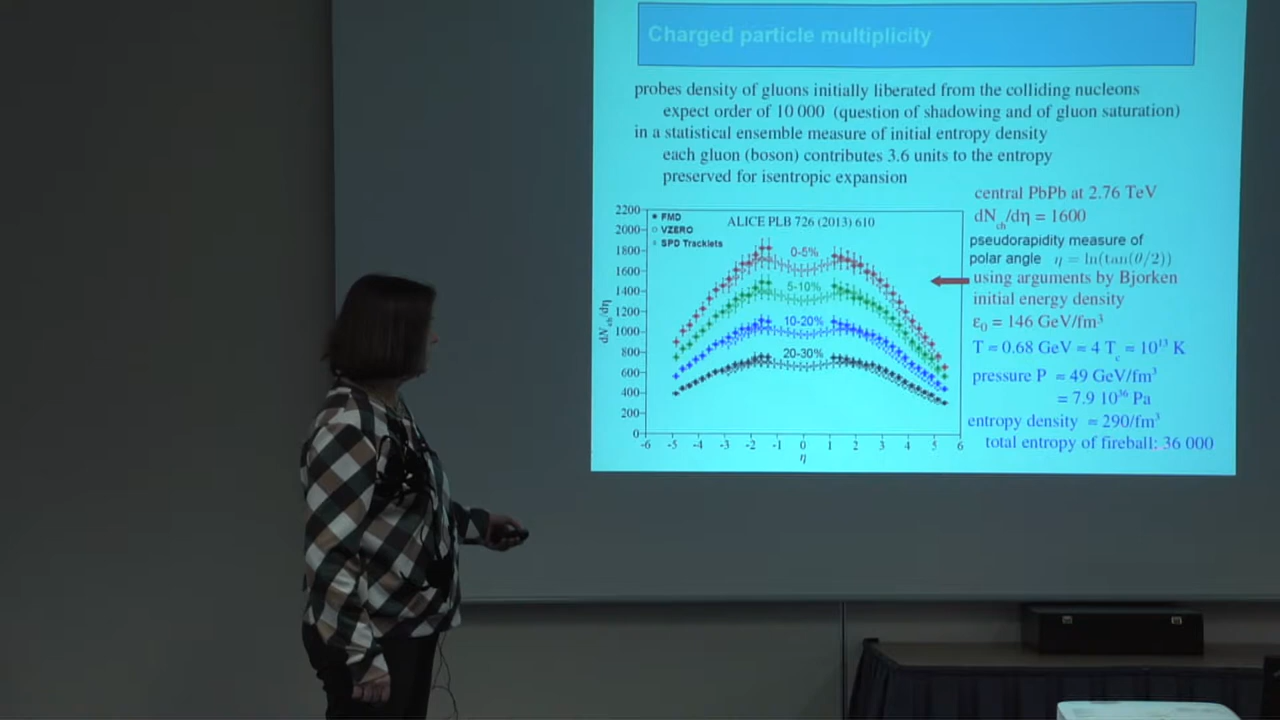 Charged particle multiplicity
probes density of gluons initially liberated from the colliding nucleons
expect order of 10 000 (question of shadowing and of gluon saturation)
in a statistical ensemble measure of initial entropy density
each gluon (boson) contributes 3.6 units to the entropy
preserved for isentropic expansion
central PbPb at 2.76 TeV
dN_ch/dη = 1600
pseudorapidity measure of
polar angle η = ln(tan(θ/2))
using arguments by Bjorken
initial energy density
ε₀ = 146 GeV/fm³
T ≈ 0.68 GeV ≈ 4 T_c ≈ 10¹³ K
pressure P ≈ 49 GeV/fm³
= 7.9 10³⁶ Pa
entropy density ≈ 290/fm³
total entropy of fireball: 36 000
ALICE PLB 726 (2013) 610
FMD
VZERO
SPD Tracklets
0-5%
5-10%
10-20%
20-30%
dN_ch/dη
2200
2000
1800
1600
1400
1200
1000
800
600
400
200
0
-6 -5 -4 -3 -2 -1 0 1 2 3 4 5 6
η